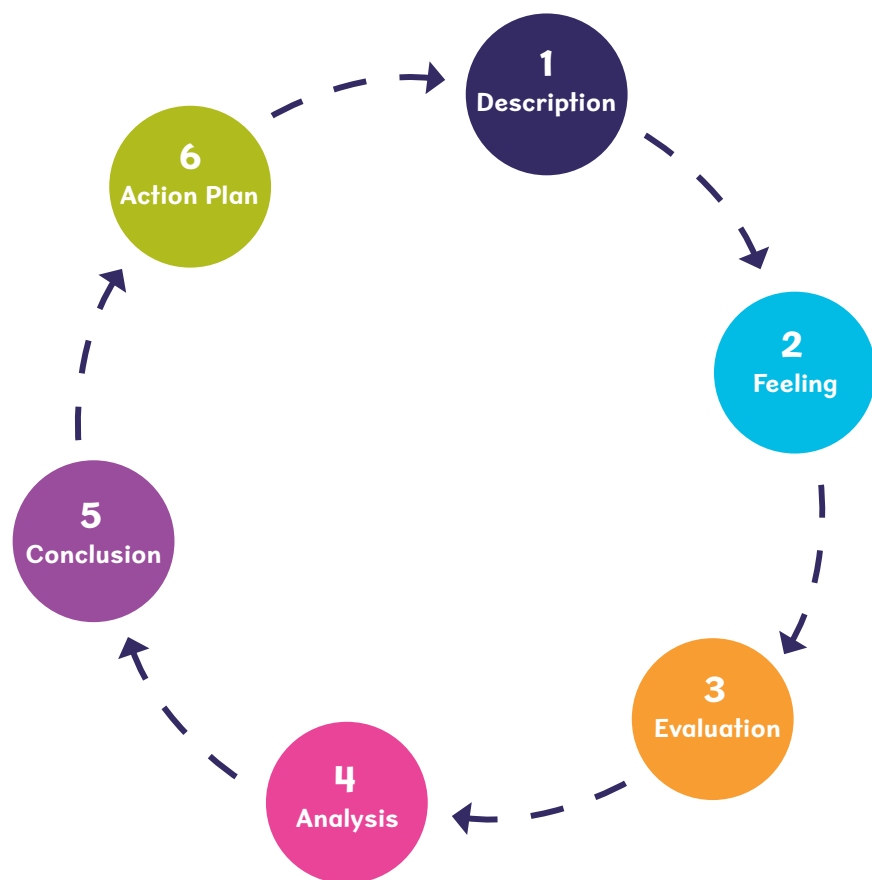 1
Description
2
Feeling
3
Evaluation
4
Analysis
5
Conclusion
6
Action Plan